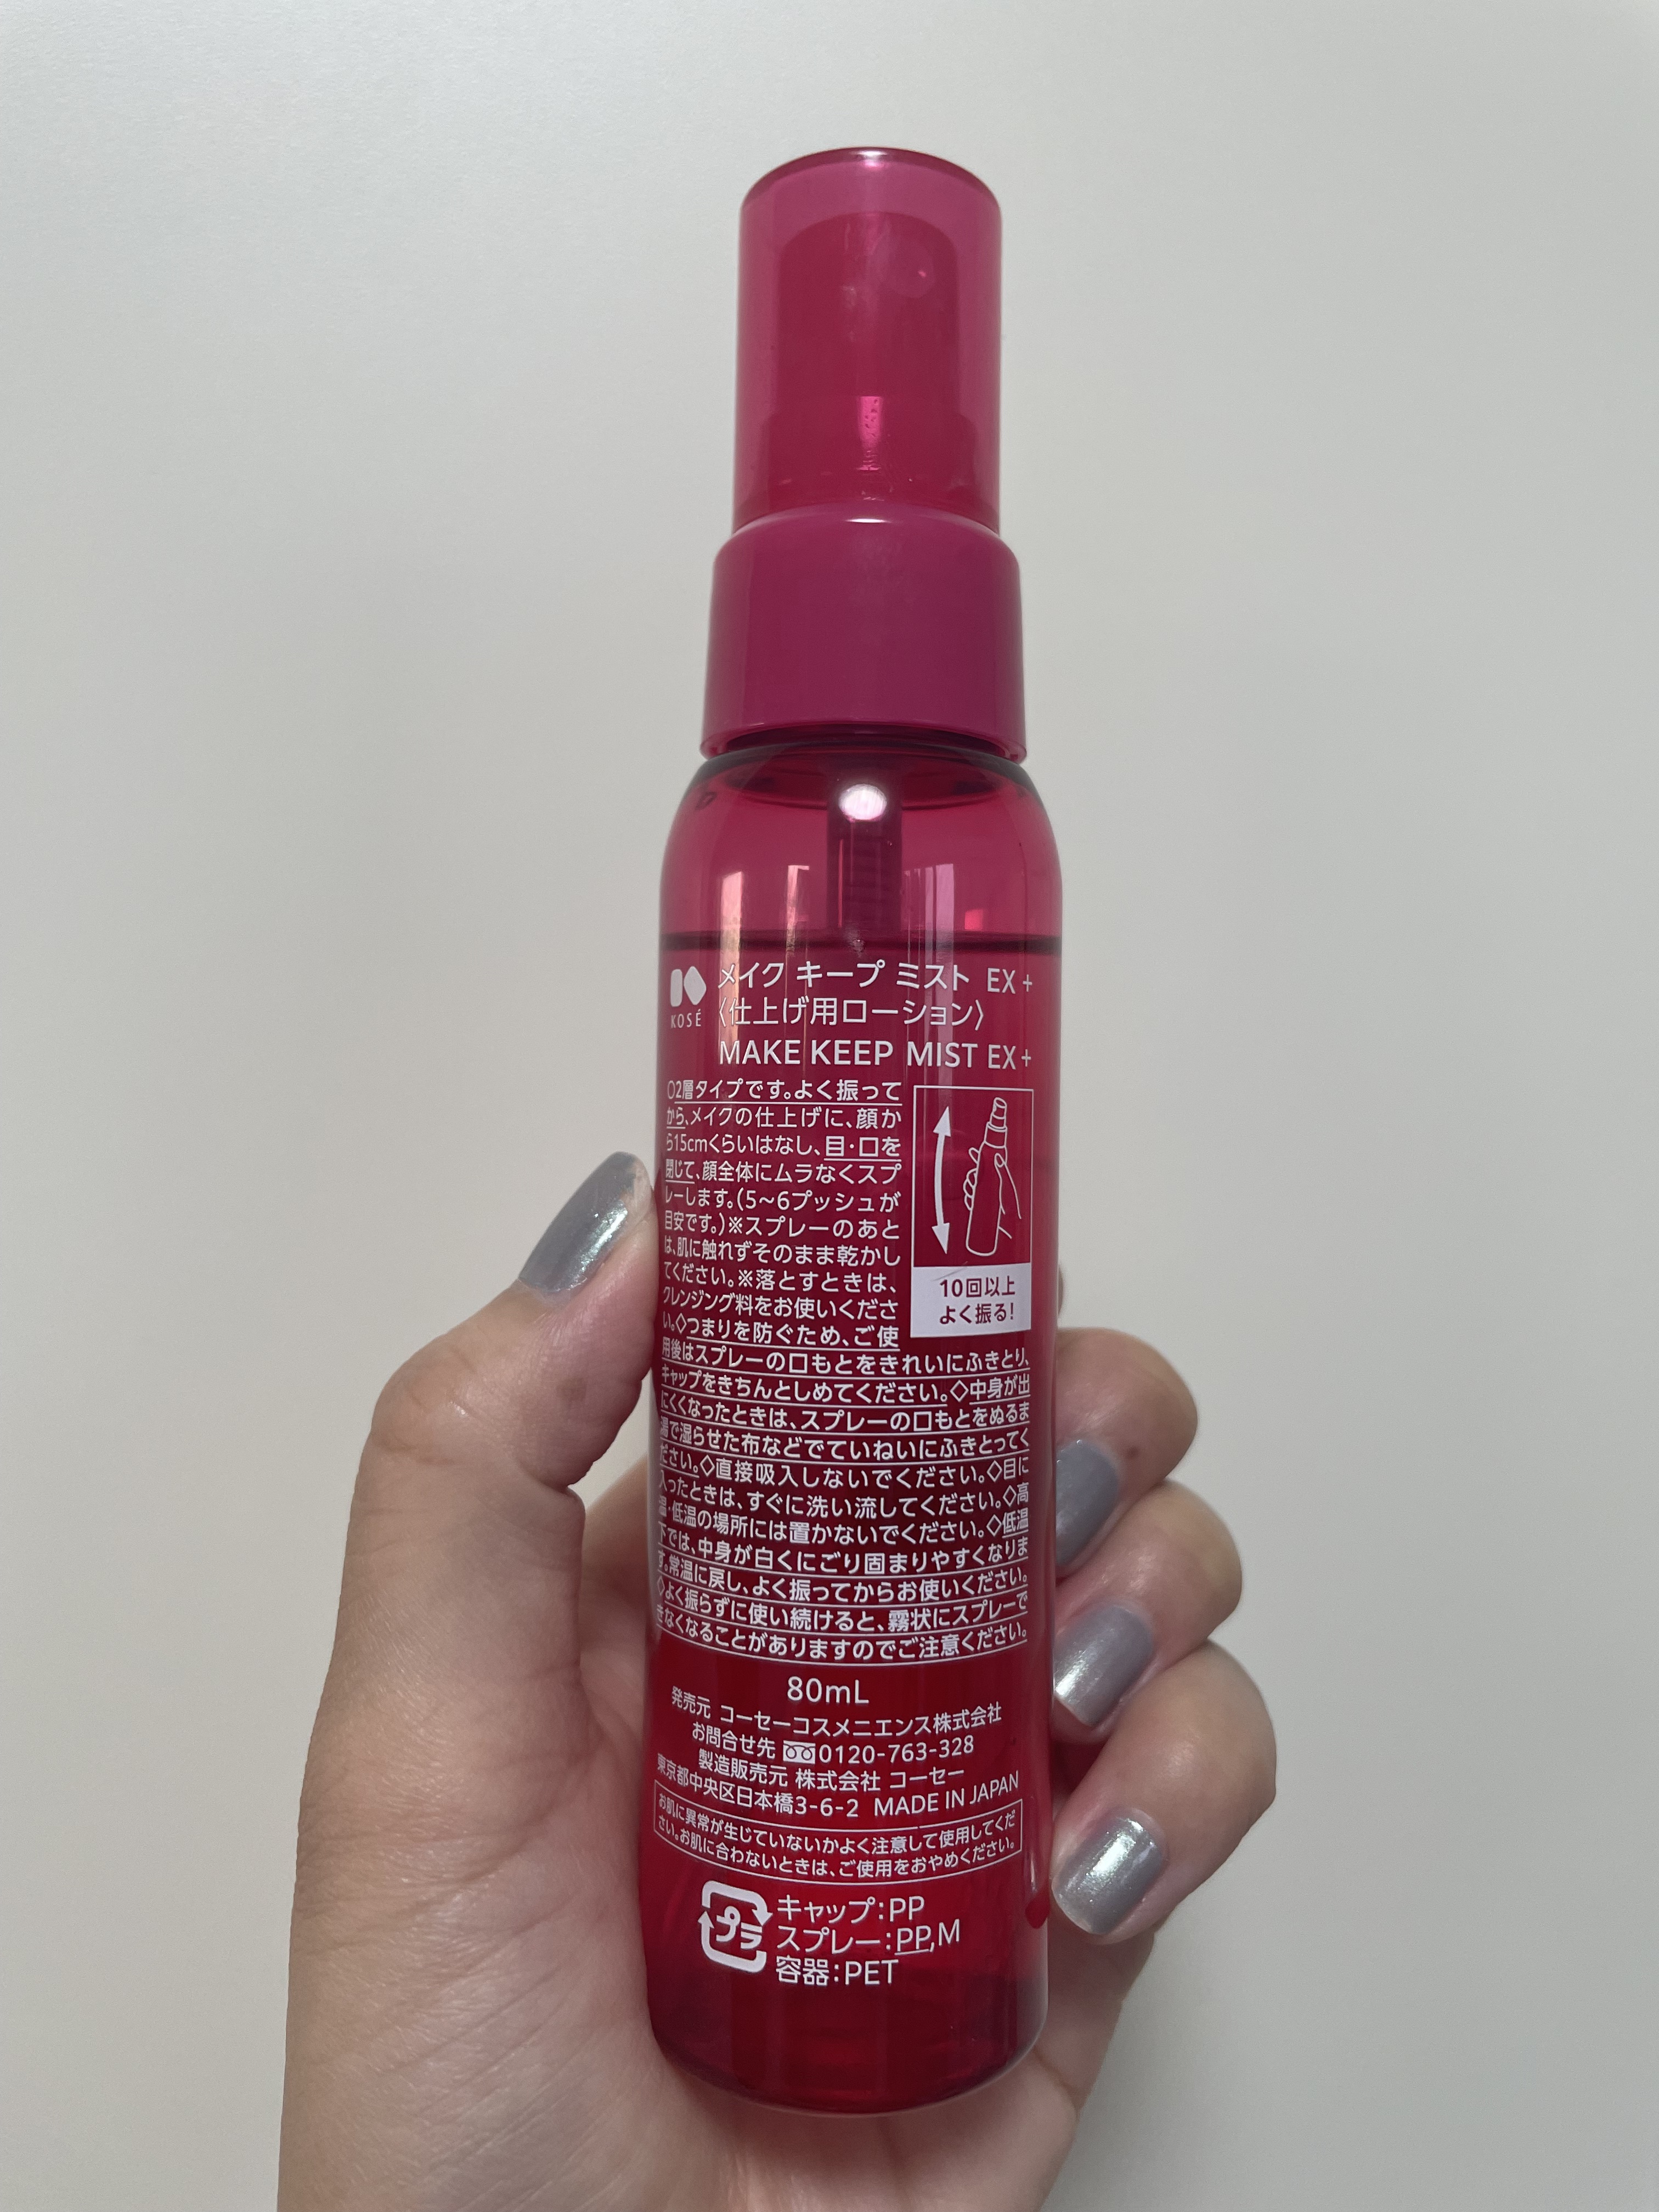 メイク キープ ミスト EX+
KOSÉ 〈仕上げ用ローション〉
MAKE KEEP MIST EX+
○2層タイプです。よく振って
から、メイクの仕上げに、顔か
ら15cmくらいはなし、目・口を
閉じて、顔全体にムラなくスプ
レーします。(5~6プッシュが
目安です。)※スプレーのあと
は、肌に触れずそのまま乾かし
てください。※落とすときは、
クレンジング料をお使いくださ
い。◇つまりを防ぐため、ご使
用後はスプレーの口もとをきれいにふきとり、
キャップをきちんとしめてください。◇中身が出
にくくなったときは、スプレーの口もとをぬるま
湯で湿らせた布などでていねいにふきとってく
ださい。◇直接吸入しないでください。◇目に
入ったときは、すぐに洗い流してください。◇高
温・低温の場所には置かないでください。◇低温
下では、中身が白くにごり固まりやすくなりま
す。常温に戻し、よく振ってからお使いください。
◇よく振らずに使い続けると、霧状にスプレーで
きなくなることがありますのでご注意ください。
10回以上
よく振る!
80mL
発売元 コーセーコスメニエンス株式会社
お問合せ先 0120-763-328
製造販売元 株式会社 コーセー
東京都中央区日本橋3-6-2 MADE IN JAPAN
お肌に異常が生じていないかよく注意して使用してくだ
さい。お肌に合わないときは、ご使用をおやめください。
プラ
キャップ:PP
スプレー:PP,M
容器:PET